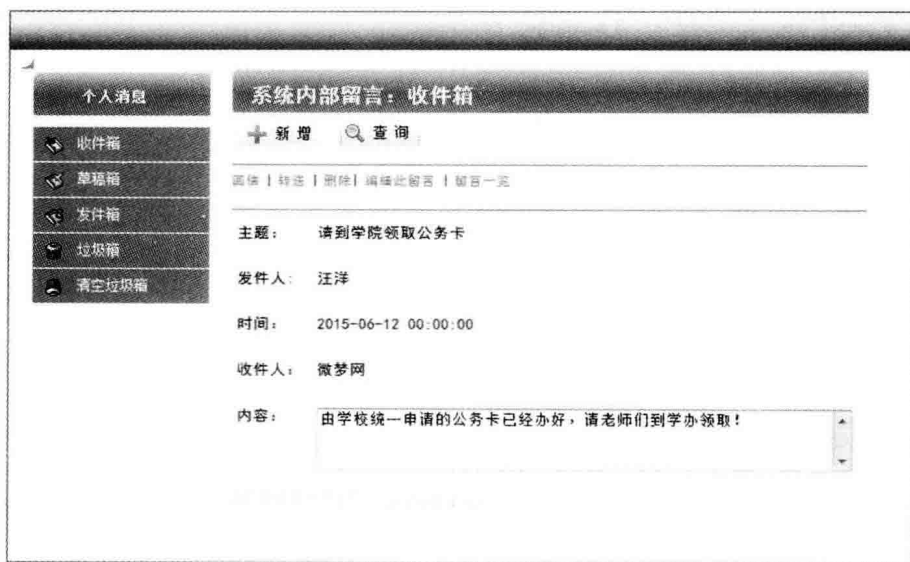 个人消息
收件箱
草稿箱
发件箱
垃圾箱
清空垃圾箱
系统内部留言：收件箱
新增 查询
回信 | 转送 | 删除 | 编辑此留言 | 留言一览
主题： 请到学院领取公务卡
发件人： 汪洋
时间： 2015-06-12 00:00:00
收件人： 微梦网
内容： 由学校统一申请的公务卡已经办好，请老师们到学办领取！